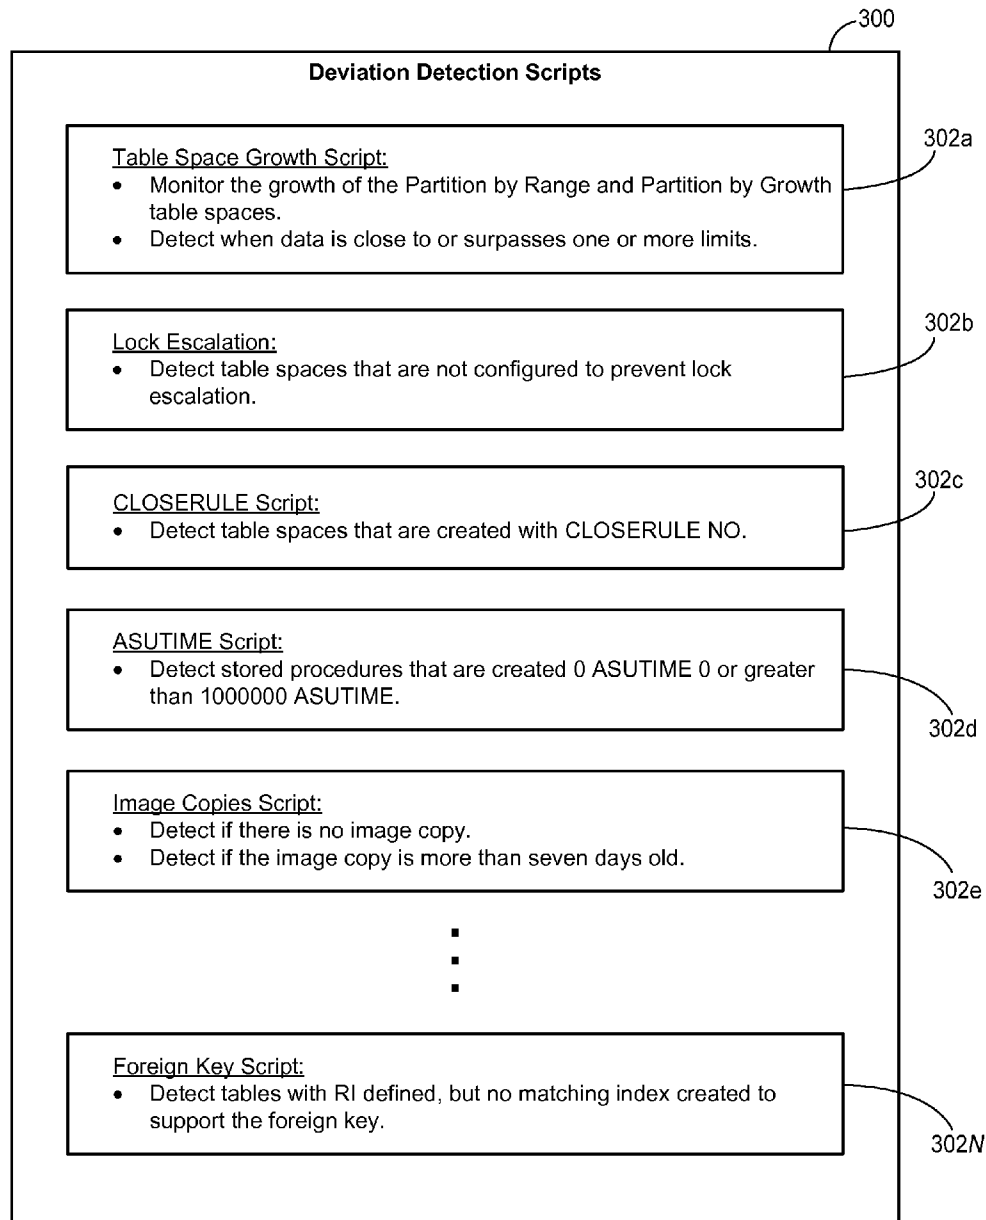 300
Deviation Detection Scripts
302a
Table Space Growth Script:
• Monitor the growth of the Partition by Range and Partition by Growth
table spaces.
• Detect when data is close to or surpasses one or more limits.
302b
Lock Escalation:
• Detect table spaces that are not configured to prevent lock
escalation.
302c
CLOSERULE Script:
• Detect table spaces that are created with CLOSERULE NO.
ASUTIME Script:
• Detect stored procedures that are created 0 ASUTIME 0 or greater
than 1000000 ASUTIME.
302d
Image Copies Script:
• Detect if there is no image copy.
• Detect if the image copy is more than seven days old.
302e
Foreign Key Script:
• Detect tables with RI defined, but no matching index created to
support the foreign key.
302N